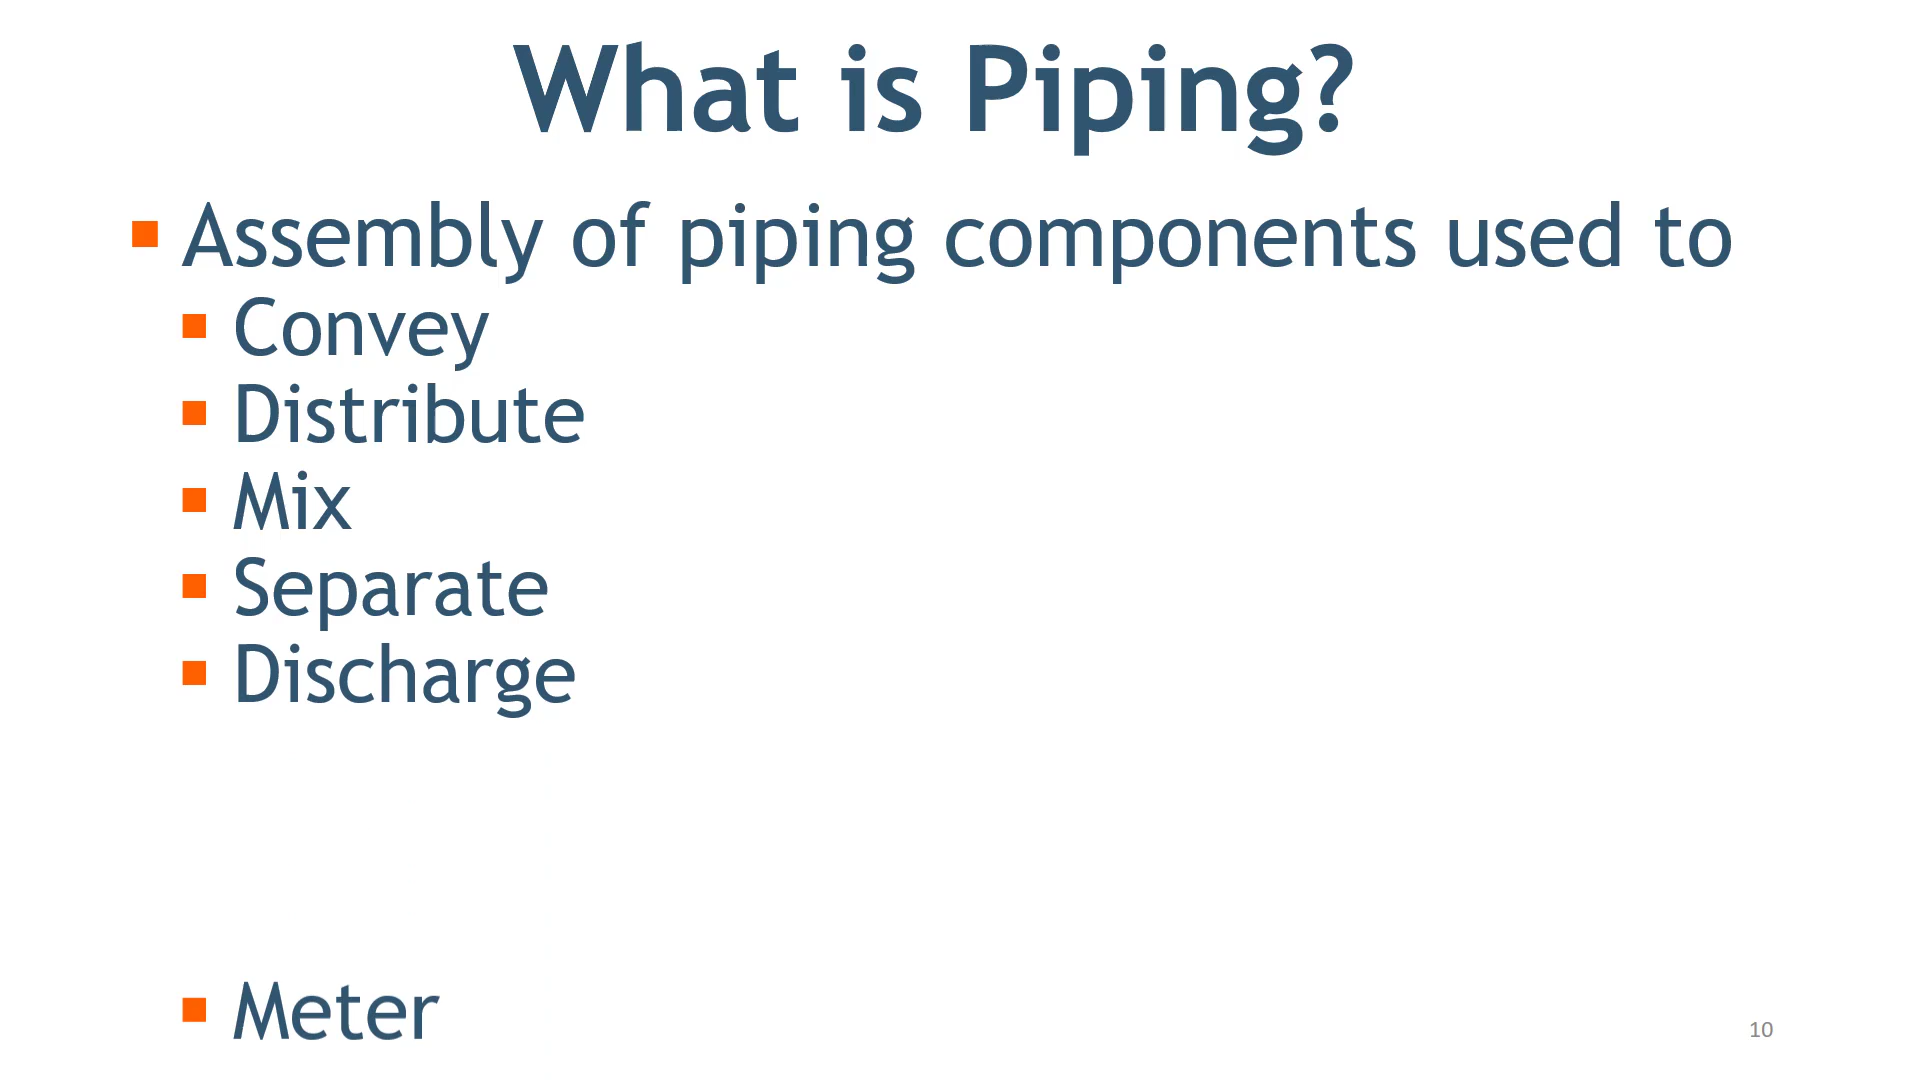 What is Piping?
Assembly of piping components used to
Convey
Distribute
Mix
Separate
Discharge
Meter
10